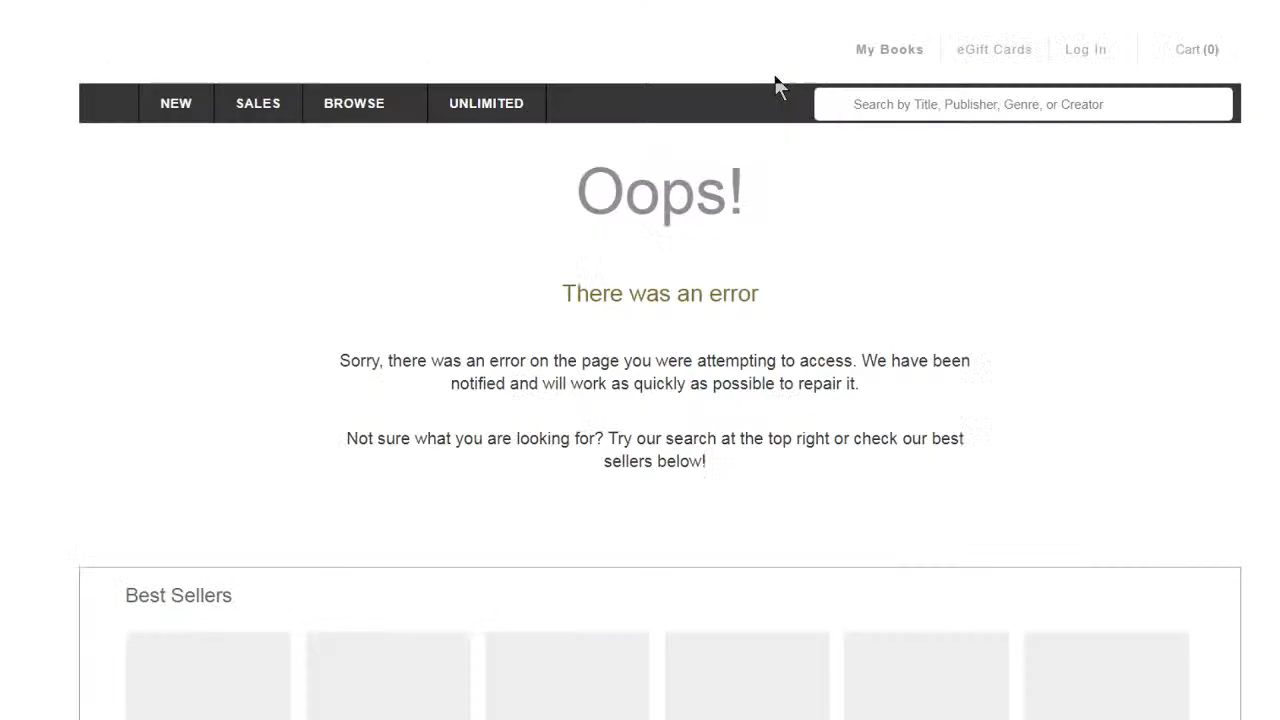 My Books eGift Cards Log In Cart (0)
NEW SALES BROWSE UNLIMITED Search by Title, Publisher, Genre, or Creator
Oops!
There was an error
Sorry, there was an error on the page you were attempting to access. We have been
notified and will work as quickly as possible to repair it.
Not sure what you are looking for? Try our search at the top right or check our best
sellers below!
Best Sellers